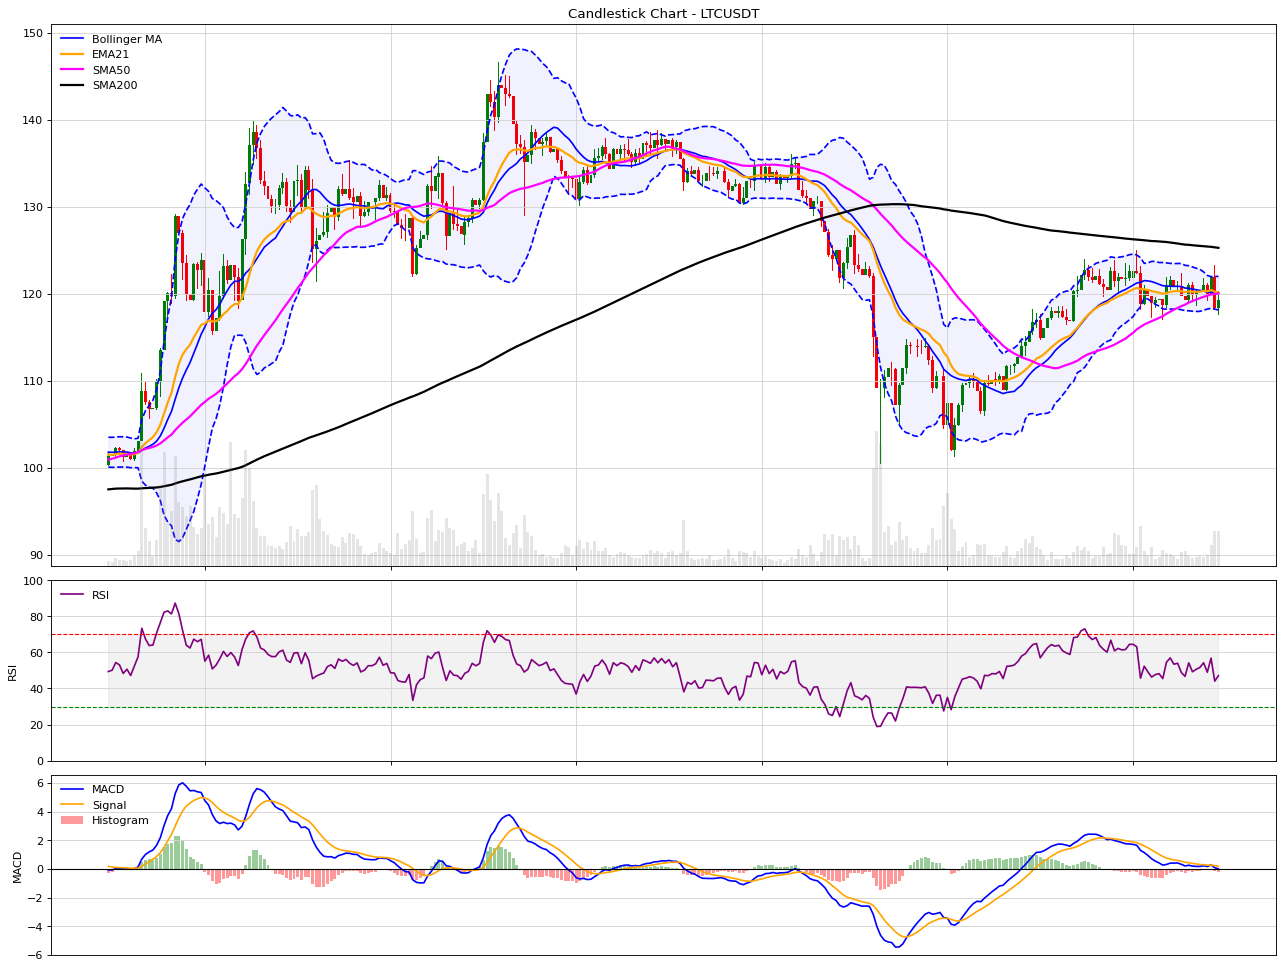 Candlestick Chart - LTCUSDT
Bollinger MA
EMA21
SMA50
SMA200
150
140
130
120
110
100
90
RSI
RSI
100
80
60
40
20
0
MACD
Signal
Histogram
MACD
6
4
2
0
−2
−4
−6